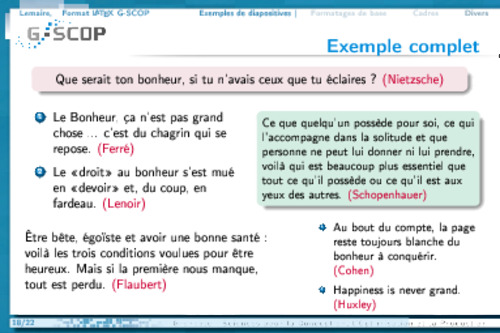 Lemaire, Format LATEX G-SCOP Exemples de diapositives Formatages de base Cadres Divers
G-SCOP
Exemple complet
Que serait ton bonheur, si tu n'avais ceux que tu éclaires ? (Nietzsche)
1 Le Bonheur, ça n'est pas grand
chose ... c'est du chagrin qui se
repose. (Ferré)
2 Le «droit» au bonheur s'est mué
en «devoir» et, du coup, en
fardeau. (Lenoir)
Être bête, égoïste et avoir une bonne santé :
voilà les trois conditions voulues pour être
heureux. Mais si la première nous manque,
tout est perdu. (Flaubert)
Ce que quelqu'un possède pour soi, ce qui
l'accompagne dans la solitude et que
personne ne peut lui donner ni lui prendre,
voilà qui est beaucoup plus essentiel que
tout ce qu'il possède ou ce qu'il est aux
yeux des autres. (Schopenhauer)
Au bout du compte, la page
reste toujours blanche du
bonheur à conquérir.
(Cohen)
Happiness is never grand.
(Huxley)
18/22